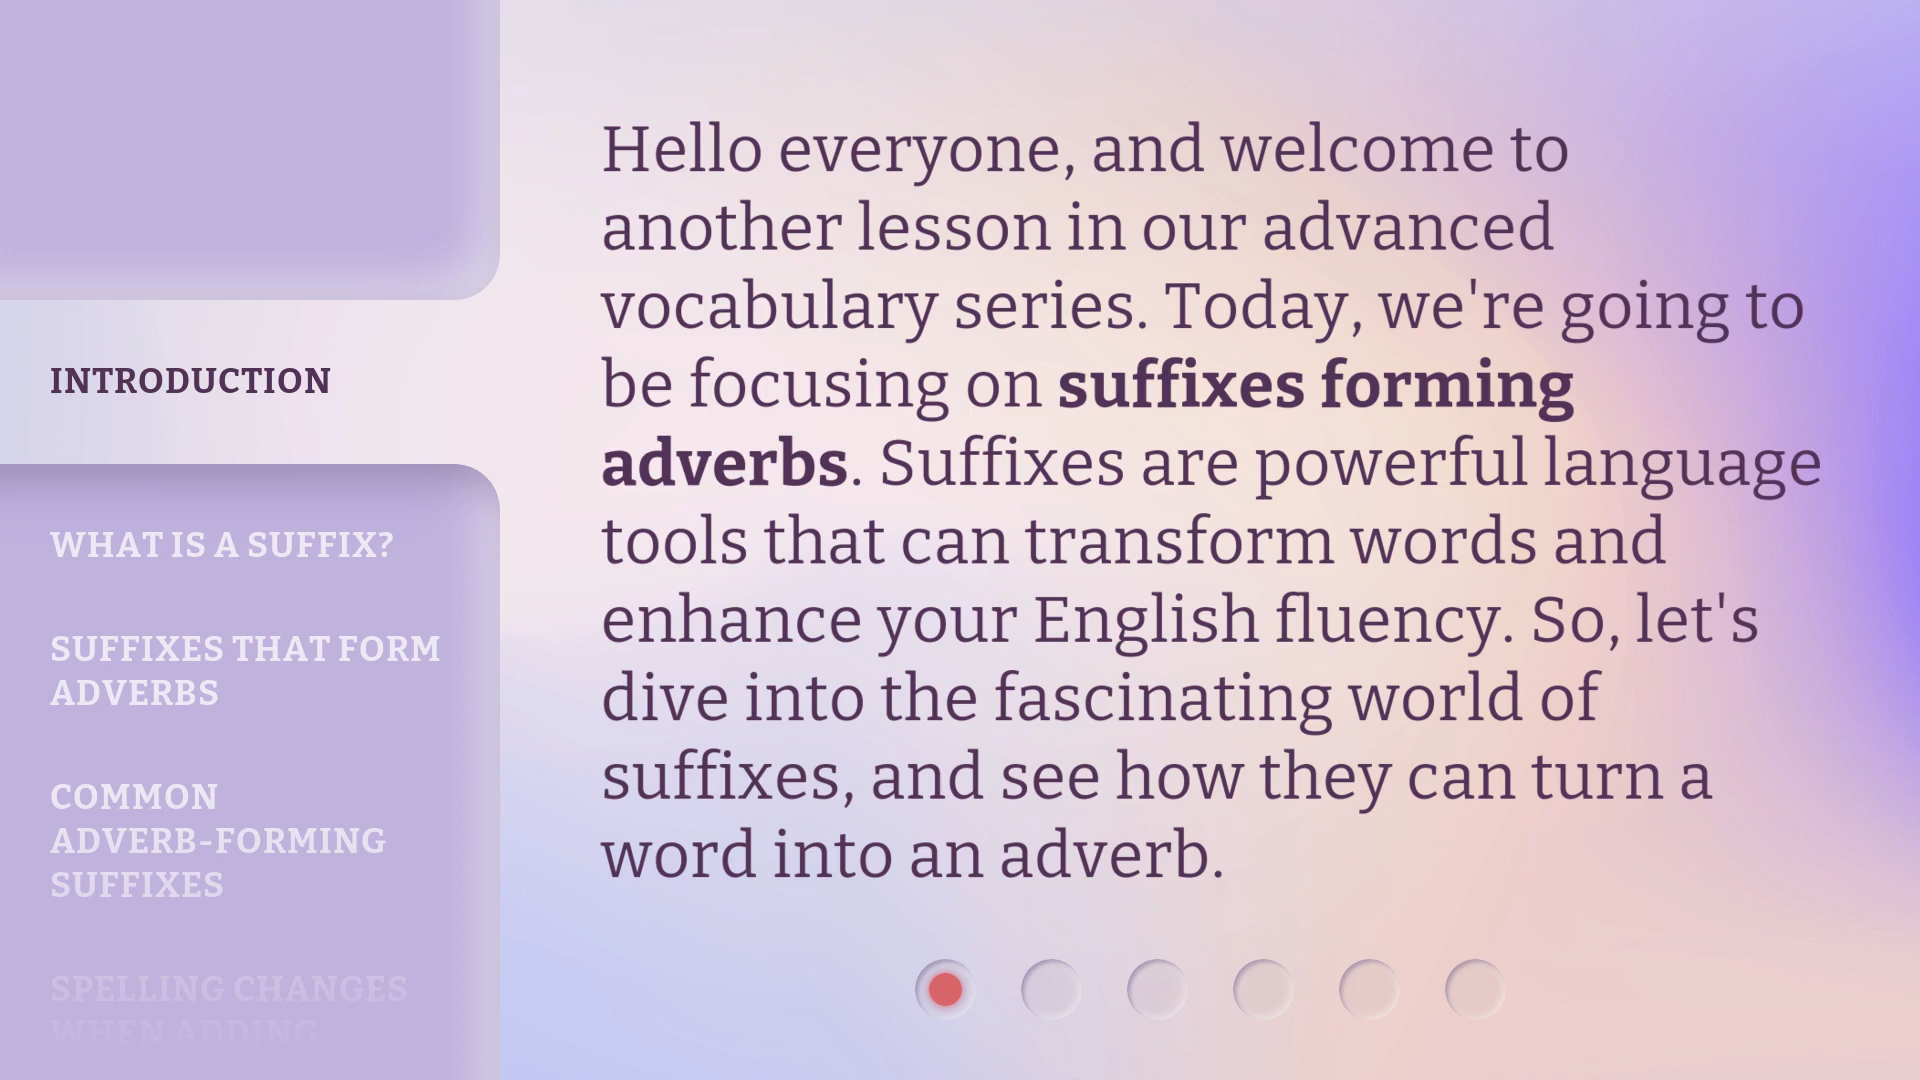 INTRODUCTION
WHAT IS A SUFFIX?
SUFFIXES THAT FORM
ADVERBS
COMMON
ADVERB-FORMING
SUFFIXES
SPELLING CHANGES
WHEN ADDING
Hello everyone, and welcome to
another lesson in our advanced
vocabulary series. Today, we're going to
be focusing on suffixes forming
adverbs. Suffixes are powerful language
tools that can transform words and
enhance your English fluency. So, let's
dive into the fascinating world of
suffixes, and see how they can turn a
word into an adverb.